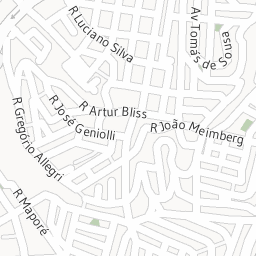 R Luciano Silva
Av Tomás de
Sousa
R Artur Bliss
R José Geniolli
R João Meimberg
R Gregório Allegri
R Maporé